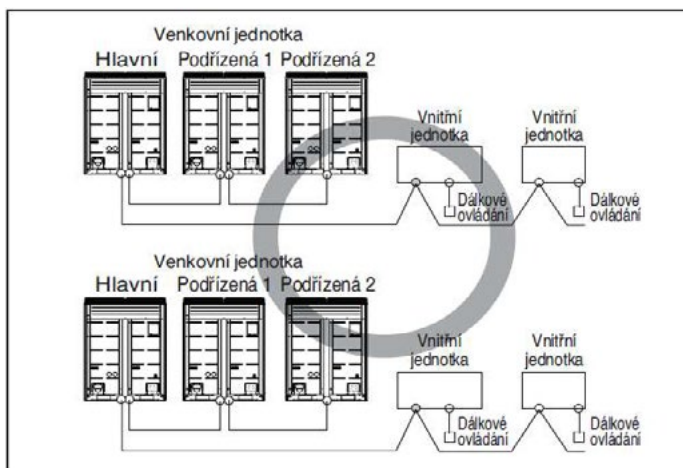 Venkovní jednotka
Hlavní Podřízená 1 Podřízená 2
Vnitřní jednotka
Vnitřní jednotka
Dálkové ovládání
Dálkové ovládání
Venkovní jednotka
Hlavní Podřízená 1 Podřízená 2
Vnitřní jednotka
Vnitřní jednotka
Dálkové ovládání
Dálkové ovládání